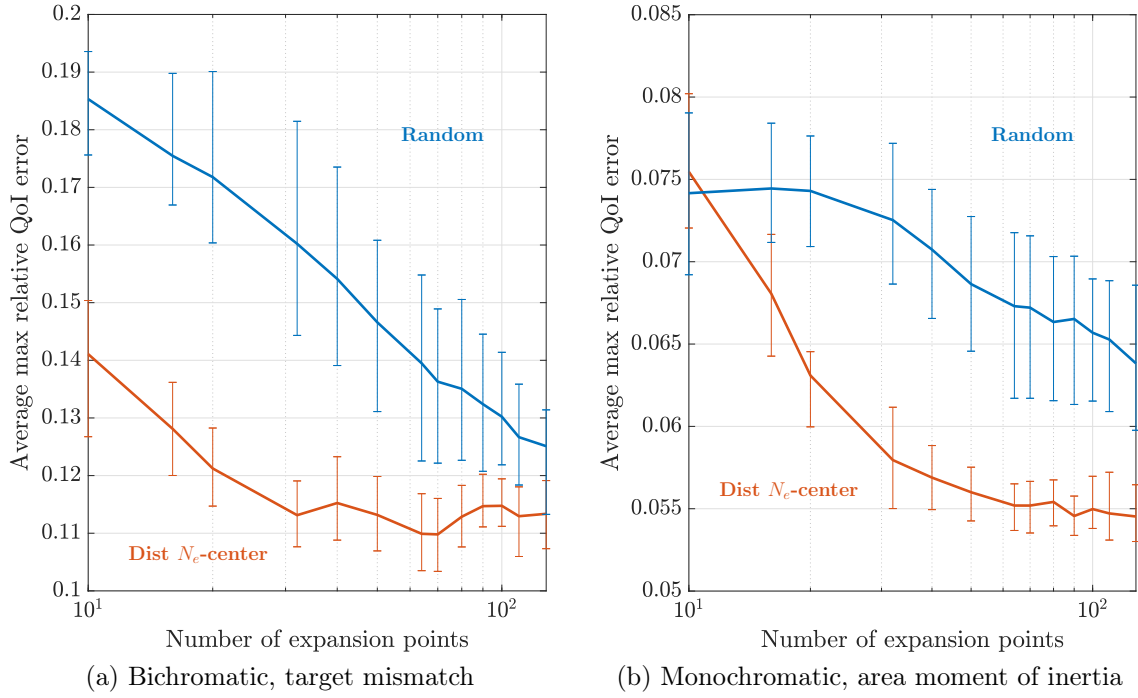 0.2
0.19
0.18
0.17
0.16
0.15
0.14
0.13
0.12
0.11
0.1
Average max relative QoI error
Random
Dist $N_e$-center
10^1
10^2
Number of expansion points
(a) Bichromatic, target mismatch
0.085
0.08
0.075
0.07
0.065
0.06
0.055
0.05
Average max relative QoI error
Random
Dist $N_e$-center
10^1
10^2
Number of expansion points
(b) Monochromatic, area moment of inertia